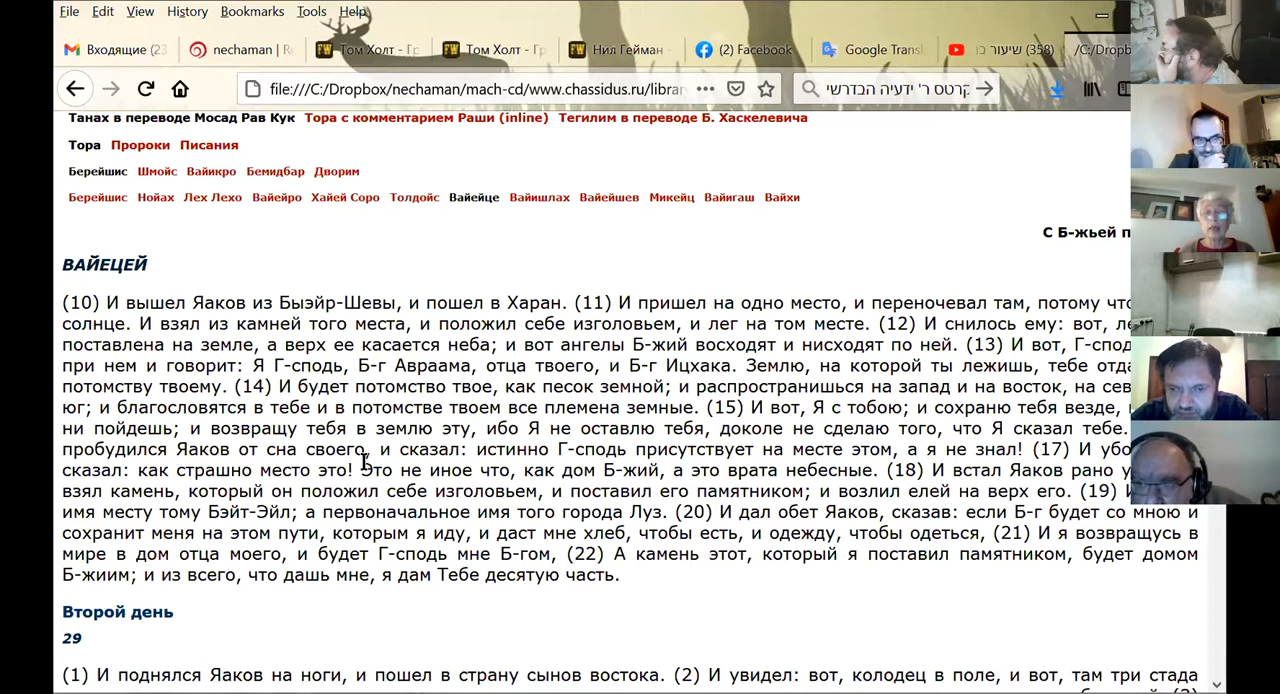 File Edit View History Bookmarks Tools Help
Входящие (23 nechaman | Re Том Холт - Гр Том Холт - Гр Нил Гейман - (2) Facebook Google Transl שיעור בנ (358) /C:/Dropb
file:///C:/Dropbox/nechaman/mach-cd/www.chassidus.ru/librar ••• קרטס ר' ידעיה הבדרשי
Танах в переводе Мосад Рав Кук Тора с комментарием Раши (inline) Тегилим в переводе Б. Хаскелевича
Тора Пророки Писания
Берейшис Шмойс Вайикро Бемидбар Дворим
Берейшис Нойах Лех Лехо Вайейро Хайей Соро Толдойс Вайейце Вайишлах Вайейшев Микейц Вайигаш Вайхи
С Б-жьей п
ВАЙЕЦЕЙ
(10) И вышел Яаков из Быэйр-Шевы, и пошел в Харан. (11) И пришел на одно место, и переночевал там, потому что
солнце. И взял из камней того места, и положил себе изголовьем, и лег на том месте. (12) И снилось ему: вот, ле
поставлена на земле, а верх ее касается неба; и вот ангелы Б-жий восходят и нисходят по ней. (13) И вот, Г-спод
при нем и говорит: Я Г-сподь, Б-г Авраама, отца твоего, и Б-г Ицхака. Землю, на которой ты лежишь, тебе отда
потомству твоему. (14) И будет потомство твое, как песок земной; и распространишься на запад и на восток, на сев
юг; и благословятся в тебе и в потомстве твоем все племена земные. (15) И вот, Я с тобою; и сохраню тебя везде,
ни пойдешь; и возвращу тебя в землю эту, ибо Я не оставлю тебя, доколе не сделаю того, что Я сказал тебе.
пробудился Яаков от сна своего, и сказал: истинно Г-сподь присутствует на месте этом, а я не знал! (17) И убо
сказал: как страшно место это! Это не иное что, как дом Б-жий, а это врата небесные. (18) И встал Яаков рано у
взял камень, который он положил себе изголовьем, и поставил его памятником; и возлил елей на верх его. (19) И
имя месту тому Бэйт-Эйл; а первоначальное имя того города Луз. (20) И дал обет Яаков, сказав: если Б-г будет со мною и
сохранит меня на этом пути, которым я иду, и даст мне хлеб, чтобы есть, и одежду, чтобы одеться, (21) И я возвращусь в
мире в дом отца моего, и будет Г-сподь мне Б-гом, (22) А камень этот, который я поставил памятником, будет домом
Б-жиим; и из всего, что дашь мне, я дам Тебе десятую часть.
Второй день
29
(1) И поднялся Яаков на ноги, и пошел в страну сынов востока. (2) И увидел: вот, колодец в поле, и вот, там три стада